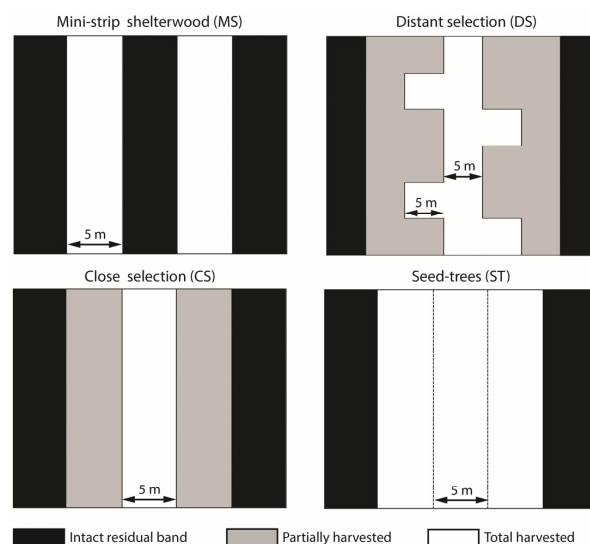 Mini-strip shelterwood (MS)
Distant selection (DS)
5 m
5 m
5 m
Close selection (CS)
Seed-trees (ST)
5 m
5 m
Intact residual band
Partially harvested
Total harvested